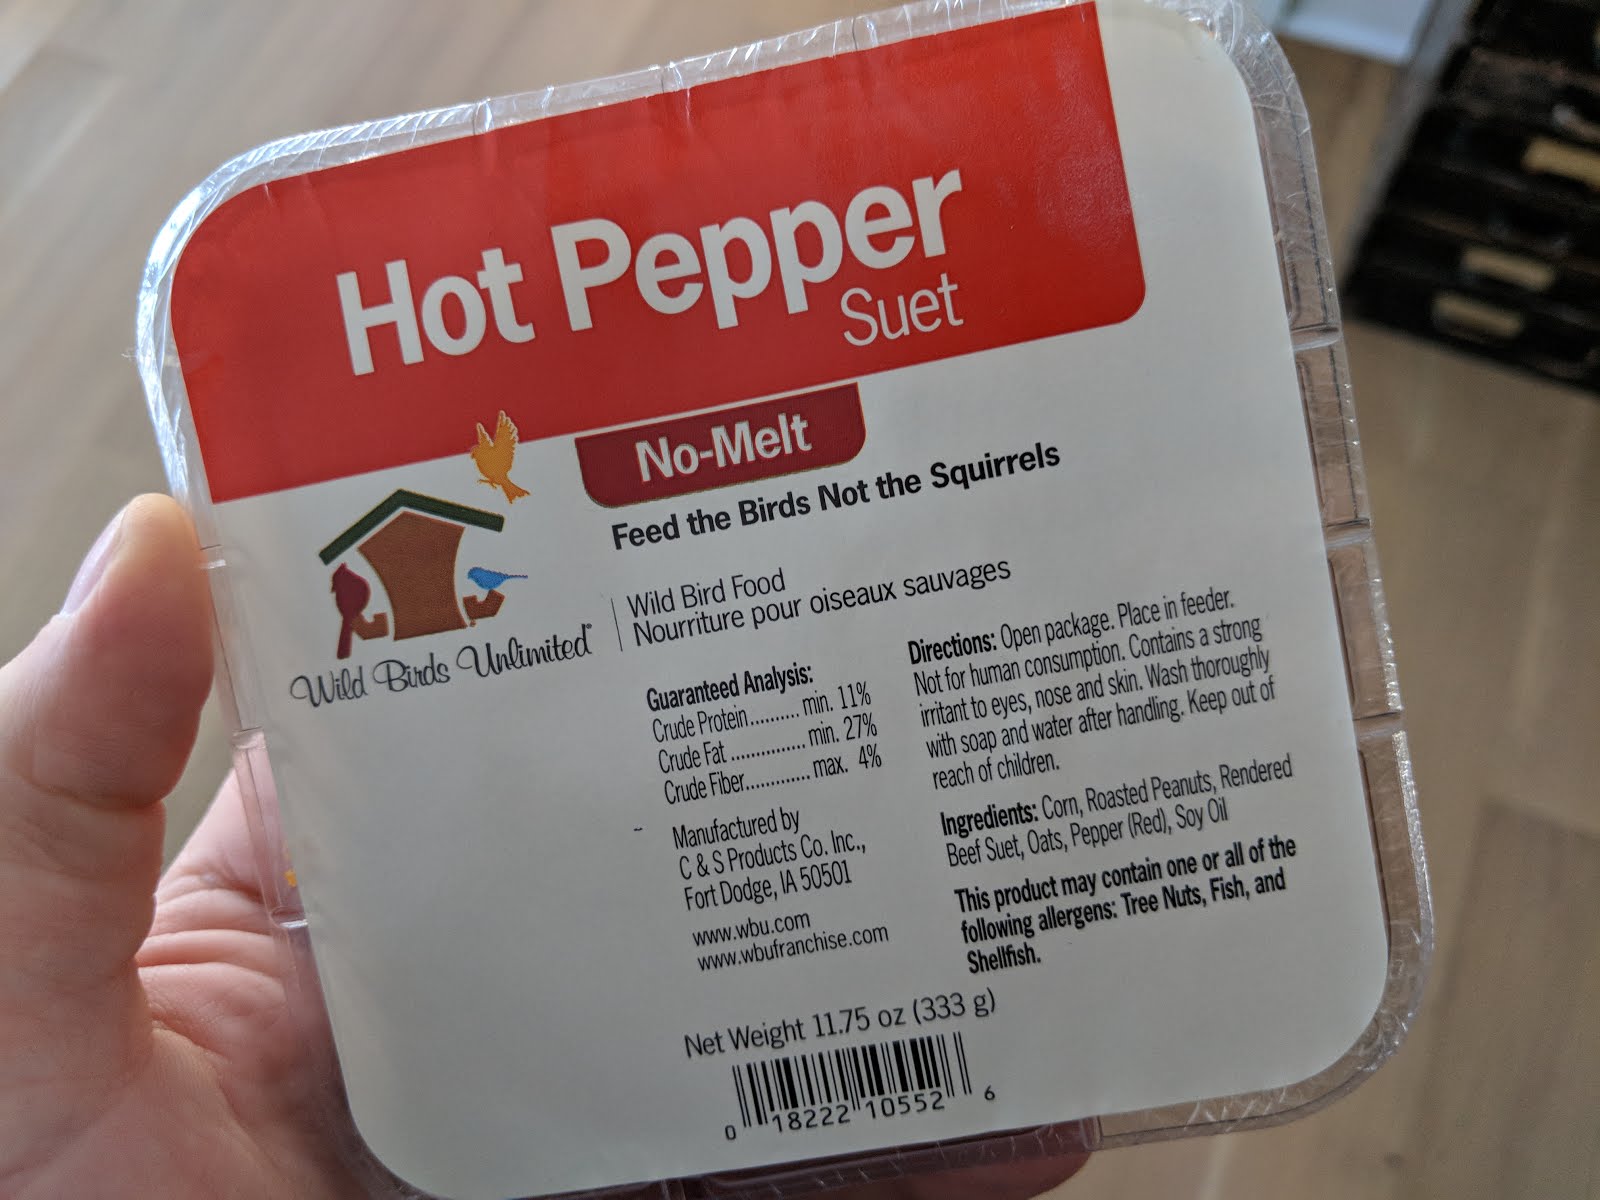 Hot Pepper
Suet
No-Melt
Feed the Birds Not the Squirrels
Wild Birds Unlimited®
Wild Bird Food
Nourriture pour oiseaux sauvages
Guaranteed Analysis:
Crude Protein.......... min. 11%
Crude Fat ............... min. 27%
Crude Fiber............. max. 4%
Manufactured by
C & S Products Co. Inc.,
Fort Dodge, IA 50501
www.wbu.com
www.wbufranchise.com
Directions: Open package. Place in feeder.
Not for human consumption. Contains a strong
irritant to eyes, nose and skin. Wash thoroughly
with soap and water after handling. Keep out of
reach of children.
Ingredients: Corn, Roasted Peanuts, Rendered
Beef Suet, Oats, Pepper (Red), Soy Oil
This product may contain one or all of the
following allergens: Tree Nuts, Fish, and
Shellfish.
Net Weight 11.75 oz (333 g)
0 18222 10552 6